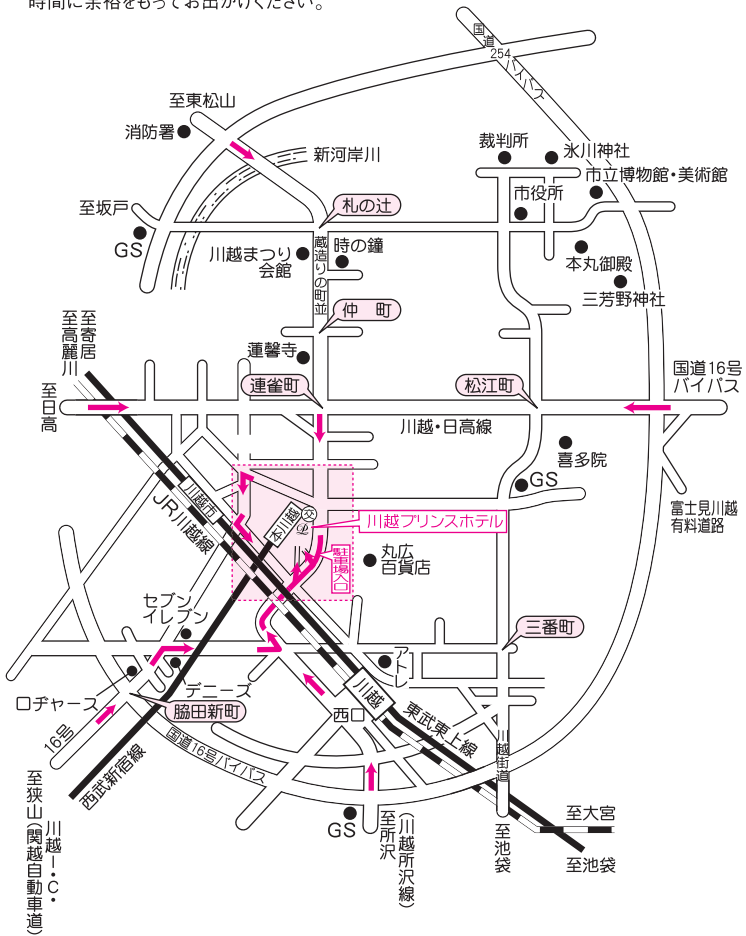 時間に余裕をもってお出かけください。
国道
254
バイパス
至東松山
消防署
新河岸川
裁判所
氷川神社
市立博物館・美術館
市役所
至坂戸
札の辻
GS
川越まつり
会館
時の鐘
蔵造りの町並
本丸御殿
三芳野神社
仲 町
蓮馨寺
至寄居
至高麗川
至日高
連雀町
松江町
国道16号
バイパス
川越・日高線
喜多院
GS
富士見川越
有料道路
川越市
JR川越線
本川越
P
川越プリンスホテル
駐車場入口
丸広
百貨店
セブン
イレブン
三番町
アトレ
デニーズ
ロヂャース
脇田新町
川越
西口
東武東上線
川越街道
16号
国道16号バイパス
西武新宿線
GS
至所沢
(川越所沢線)
至池袋
至大宮
至池袋
川越I・C・
至狭山(関越自動車道)